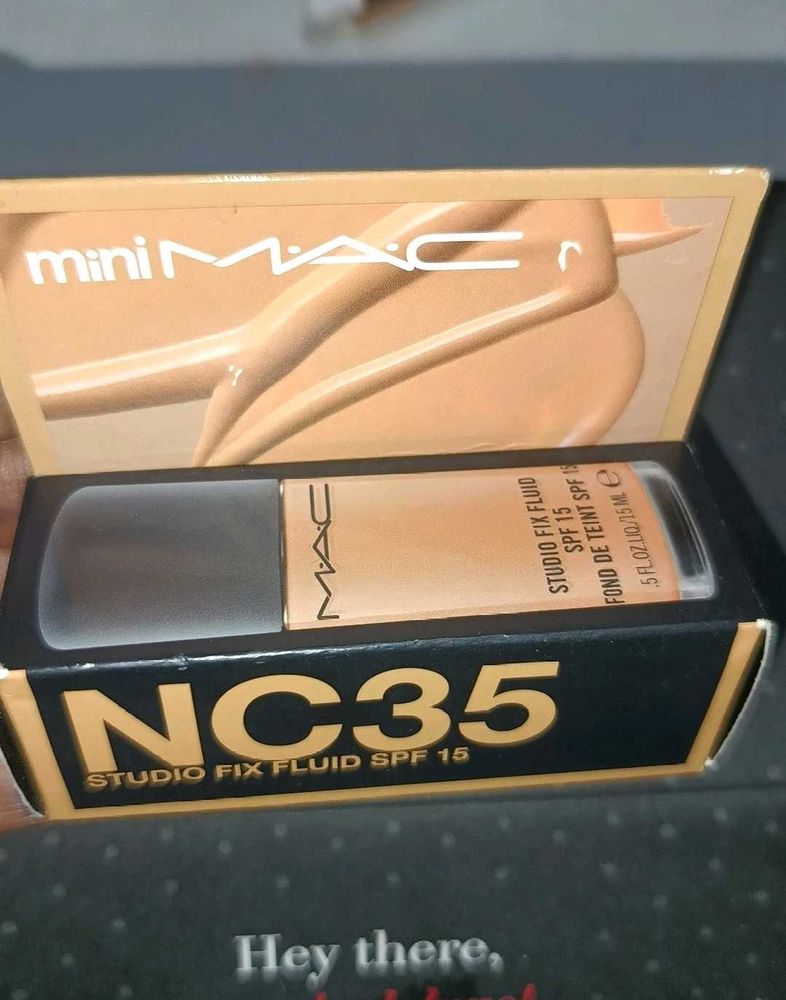 mini M·A·C
M·A·C
STUDIO FIX FLUID
SPF 15
FOND DE TEINT SPF 15
.5 FL.OZ.LIQ/15 ML ℮
NC35
STUDIO FIX FLUID SPF 15
Hey there,